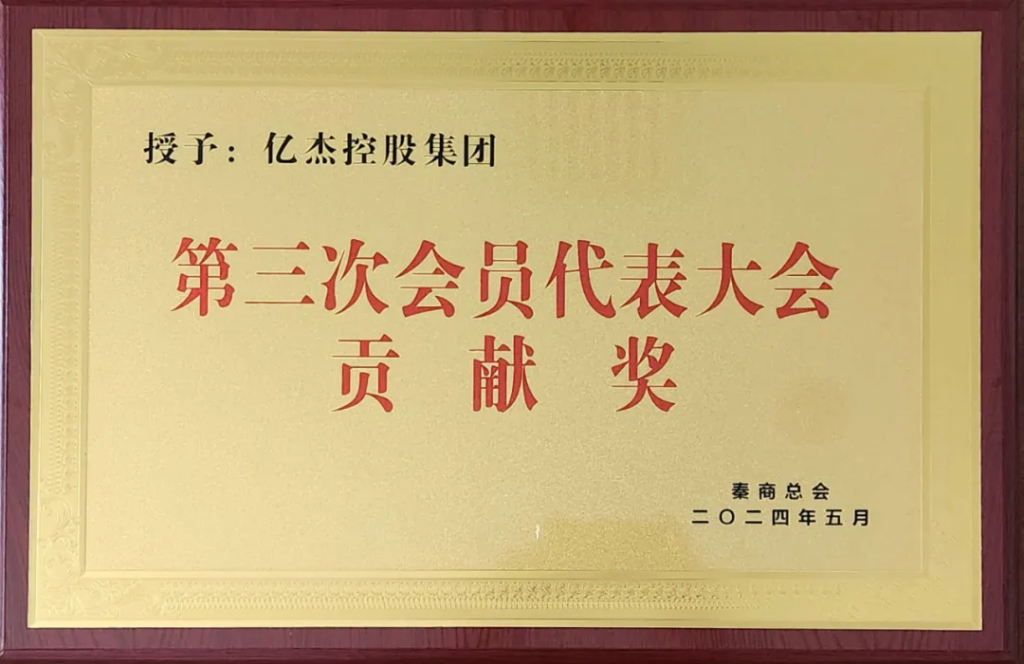 授予：亿杰控股集团
第三次会员代表大会
贡献奖
秦商总会
二〇二四年五月